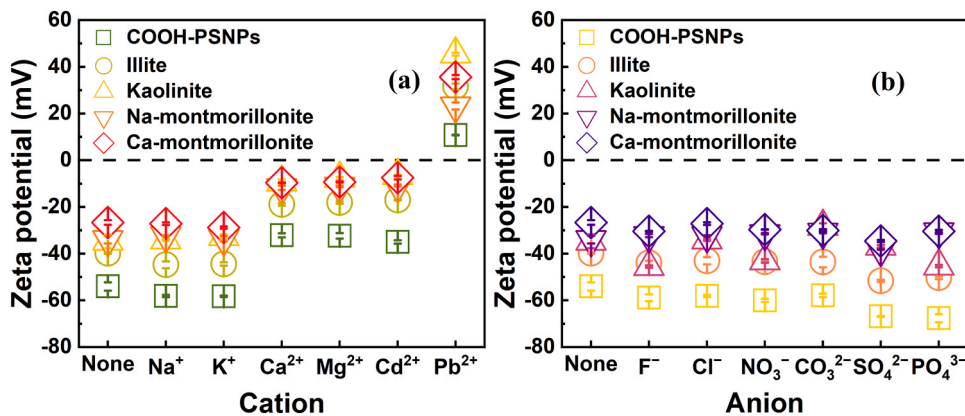 60
40
20
0
-20
-40
-60
-80
Zeta potential (mV)
COOH-PSNPs
Illite
Kaolinite
Na-montmorillonite
Ca-montmorillonite
(a)
None Na⁺ K⁺ Ca²⁺ Mg²⁺ Cd²⁺ Pb²⁺
Cation
60
40
20
0
-20
-40
-60
-80
Zeta potential (mV)
COOH-PSNPs
Illite
Kaolinite
Na-montmorillonite
Ca-montmorillonite
(b)
None F⁻ Cl⁻ NO₃⁻ CO₃²⁻ SO₄²⁻ PO₄³⁻
Anion